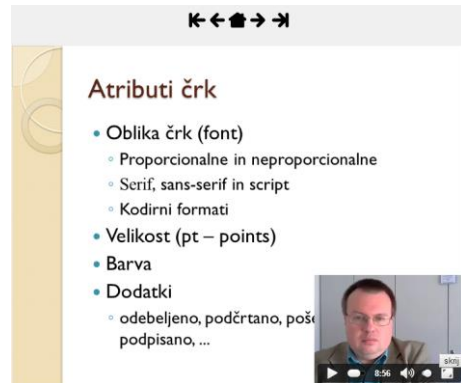 Atributi črk
Oblika črk (font)
Proporcionalne in neproporcionalne
Serif, sans-serif in script
Kodirni formati
Velikost (pt – points)
Barva
Dodatki
odebeljeno, podčrtano,
podpisano, ...
skrij
8:56